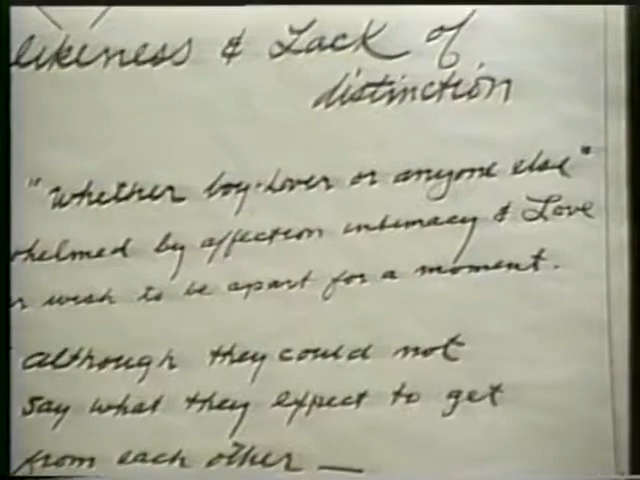 likeness & Lack of
distinction
"Whether boy-lover or anyone else"
whelmed by affection intimacy & Love
r wish to be apart for a moment.
although they could not
say what they expect to get
from each other —